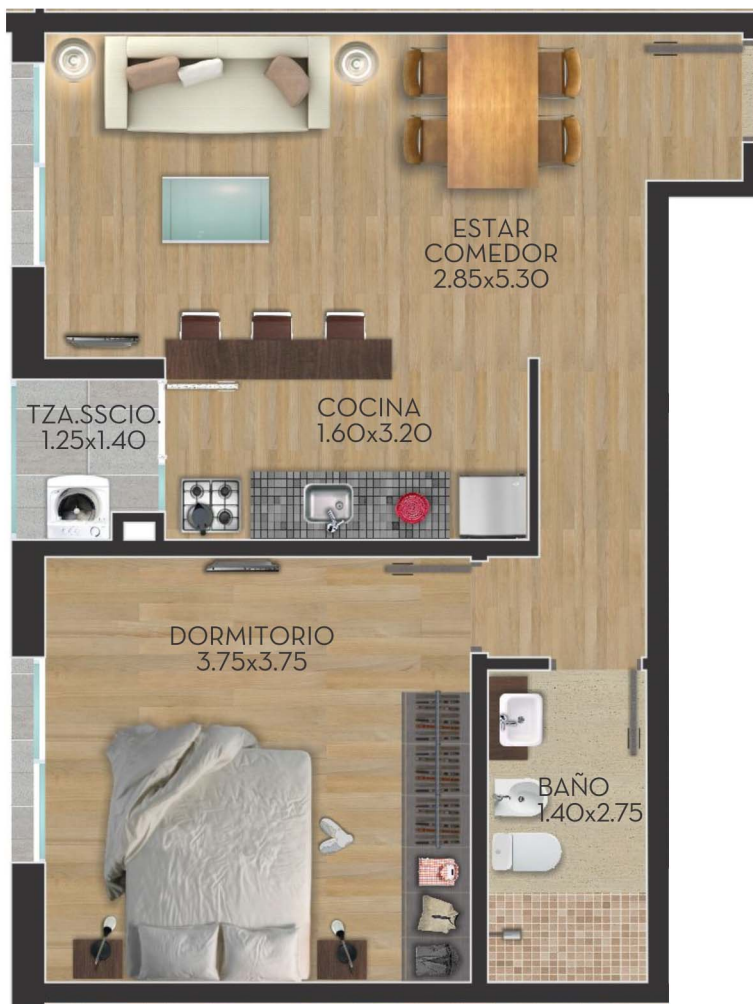 ESTAR
COMEDOR
2.85x5.30
TZA.SSCIO.
1.25x1.40
COCINA
1.60x3.20
DORMITORIO
3.75x3.75
BAÑO
1.40x2.75